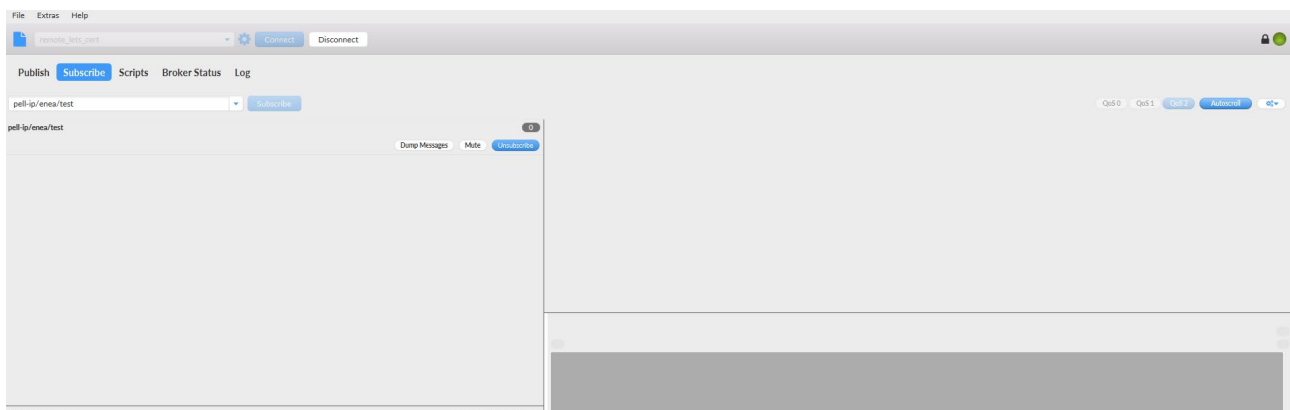 File Extras Help
remote_lets_cert Connect Disconnect
Publish Subscribe Scripts Broker Status Log
pell-ip/enea/test Subscribe QoS 0 QoS 1 QoS 2 Autoscroll
pell-ip/enea/test 0
Dump Messages Mute Unsubscribe